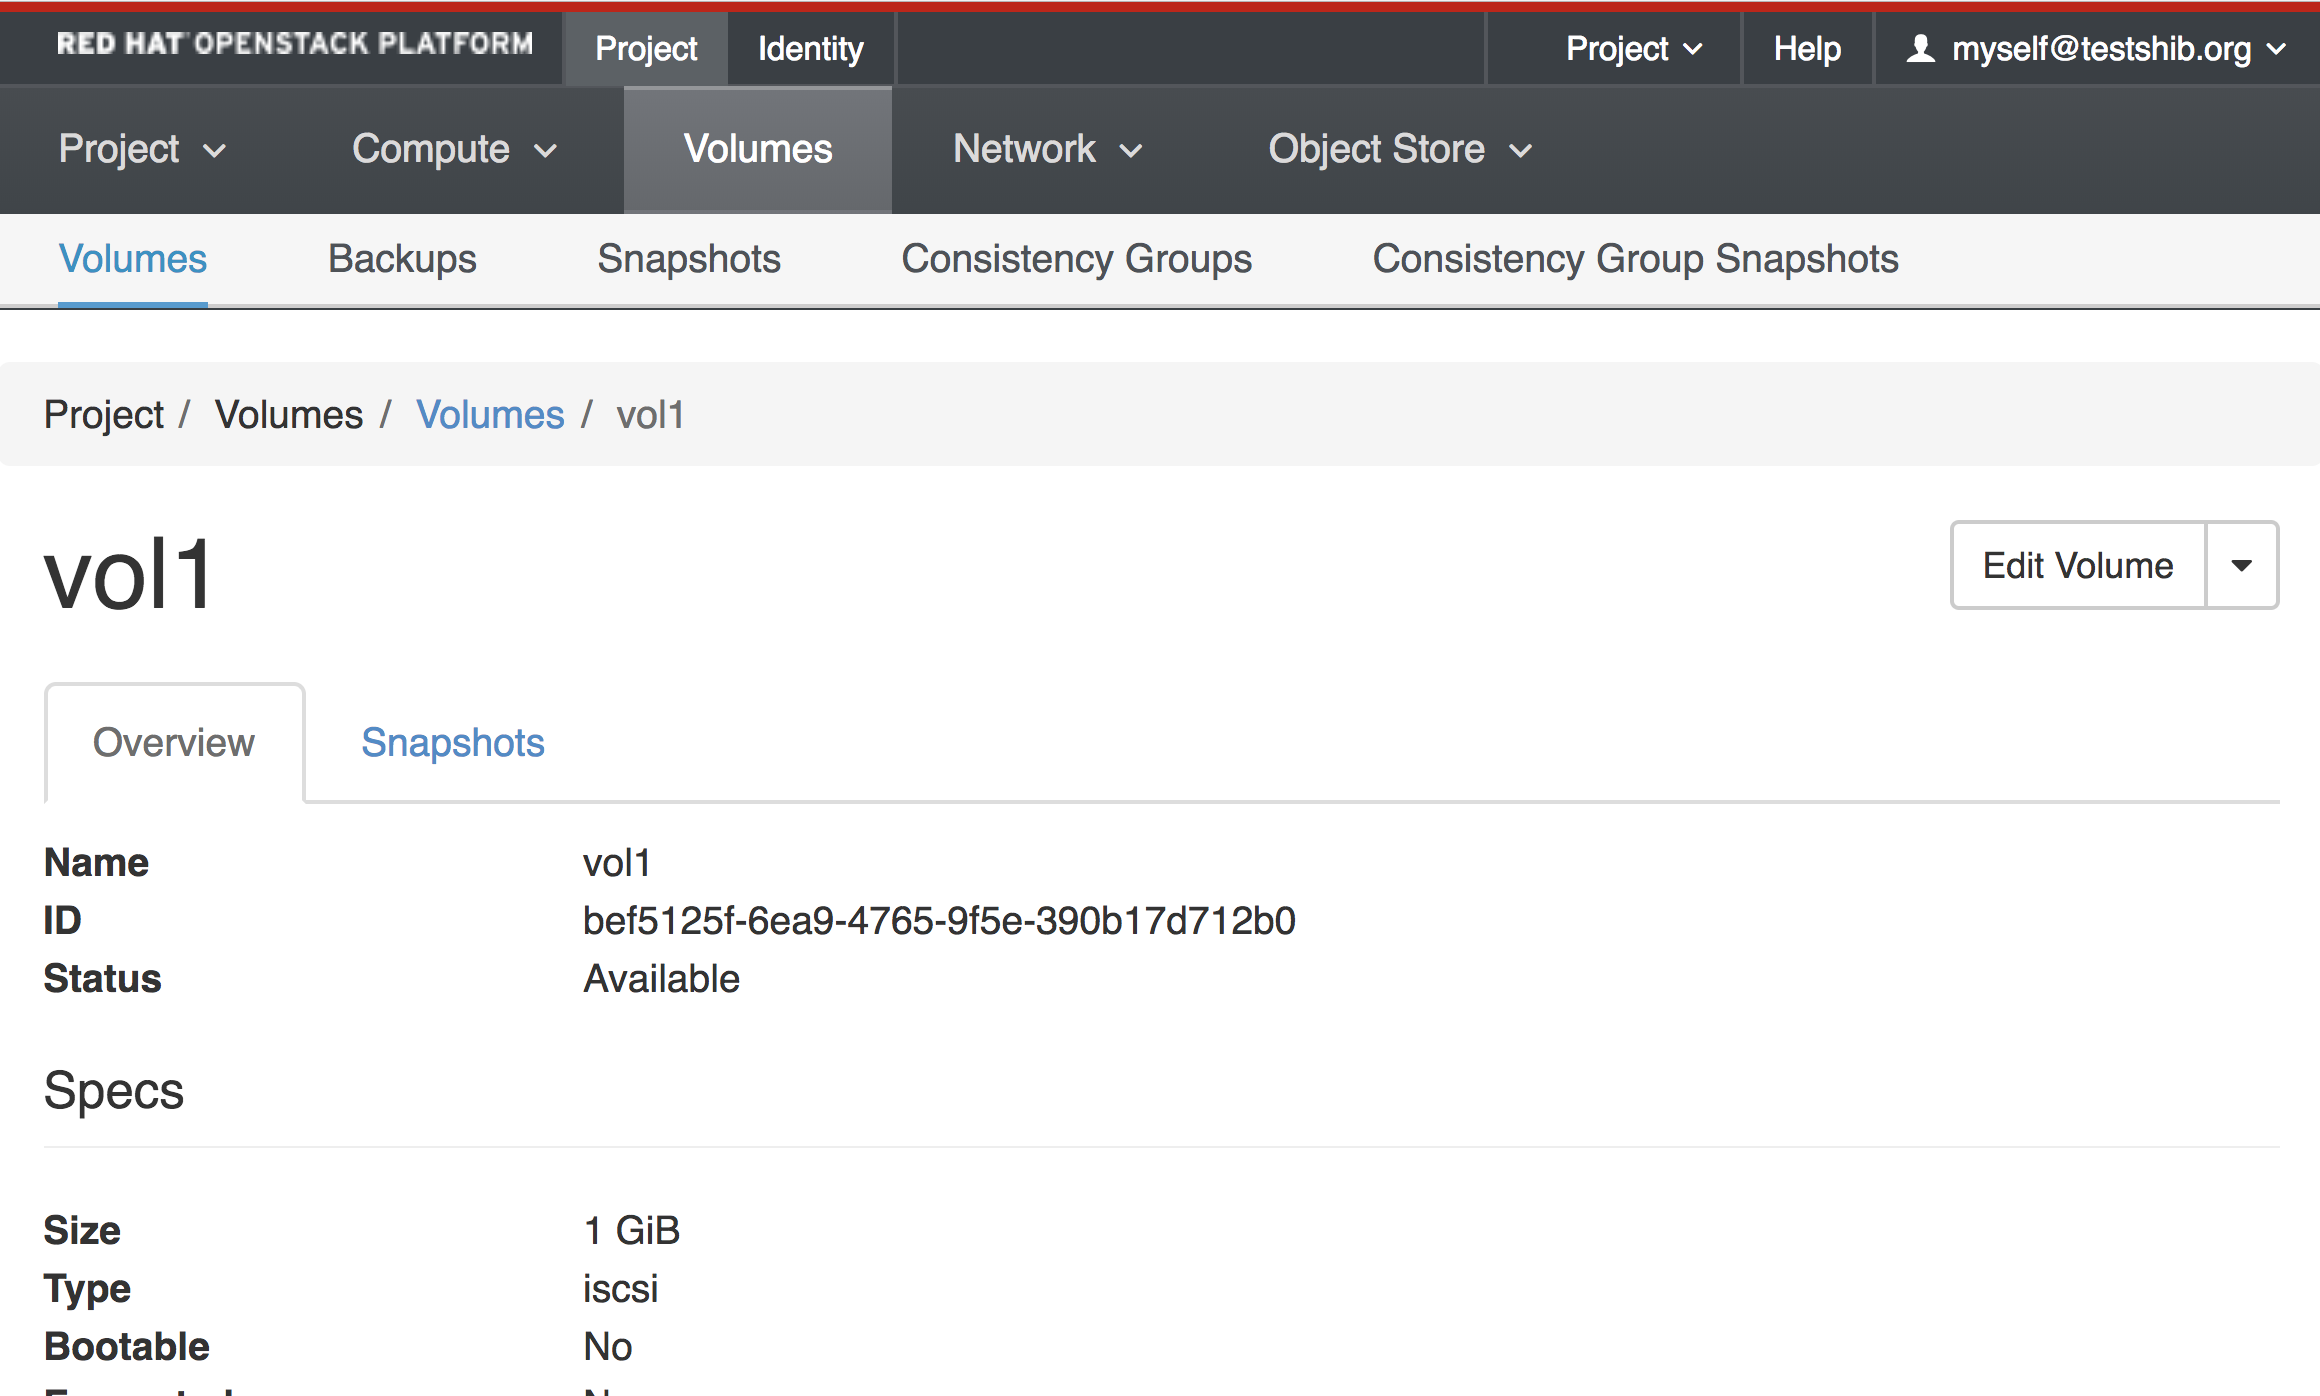 RED HAT OPENSTACK PLATFORM Project Identity Project Help myself@testshib.org
Project Compute Volumes Network Object Store
Volumes Backups Snapshots Consistency Groups Consistency Group Snapshots
Project / Volumes / Volumes / vol1
vol1
Edit Volume
Overview Snapshots
Name vol1
ID bef5125f-6ea9-4765-9f5e-390b17d712b0
Status Available
Specs
Size 1 GiB
Type iscsi
Bootable No